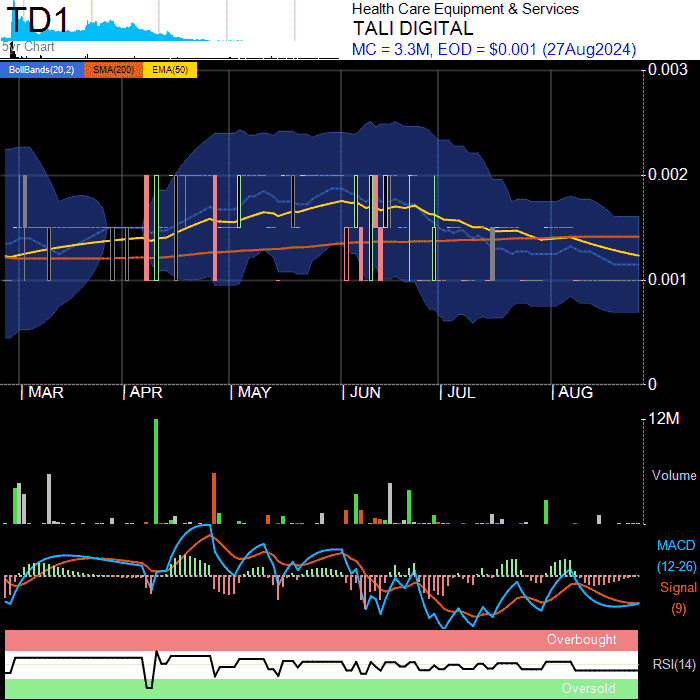 TD1
5yr Chart
Health Care Equipment & Services
TALI DIGITAL
MC = 3.3M, EOD = $0.001 (27Aug2024)
BollBands(20,2) SMA(200) EMA(50)
0.003
0.002
0.001
0
MAR APR MAY JUN JUL AUG
12M
Volume
MACD
(12-26)
Signal
(9)
Overbought
RSI(14)
Oversold